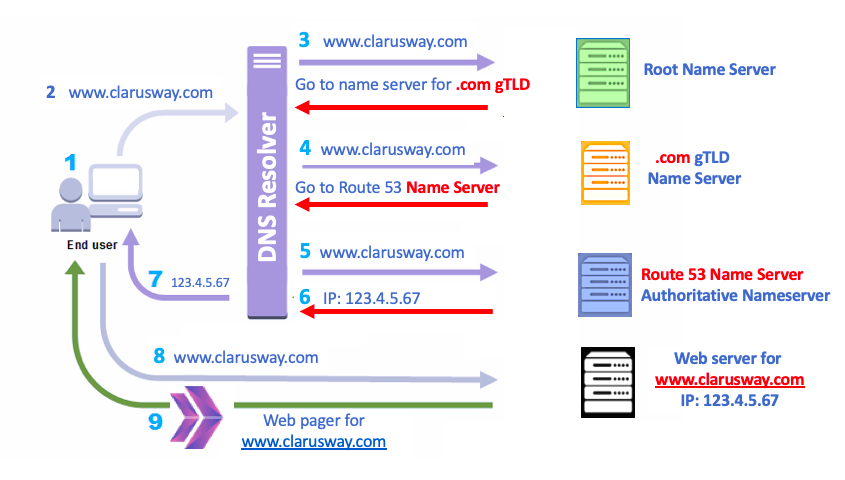 3 www.clarusway.com
Go to name server for .com gTLD
Root Name Server
2 www.clarusway.com
4 www.clarusway.com
Go to Route 53 Name Server
.com gTLD
Name Server
1
End user
DNS Resolver
5 www.clarusway.com
6 IP: 123.4.5.67
Route 53 Name Server
Authoritative Nameserver
7 123.4.5.67
8 www.clarusway.com
Web server for
www.clarusway.com
IP: 123.4.5.67
9
Web pager for
www.clarusway.com